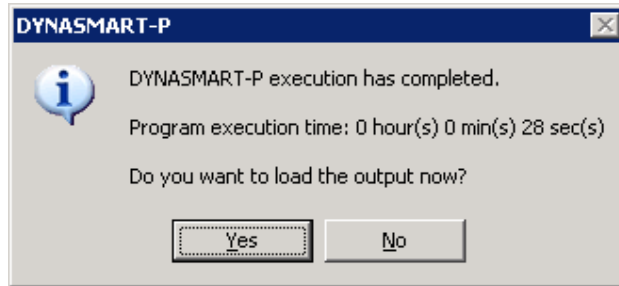 DYNASMART-P
DYNASMART-P execution has completed.
Program execution time: 0 hour(s) 0 min(s) 28 sec(s)
Do you want to load the output now?
Yes
No